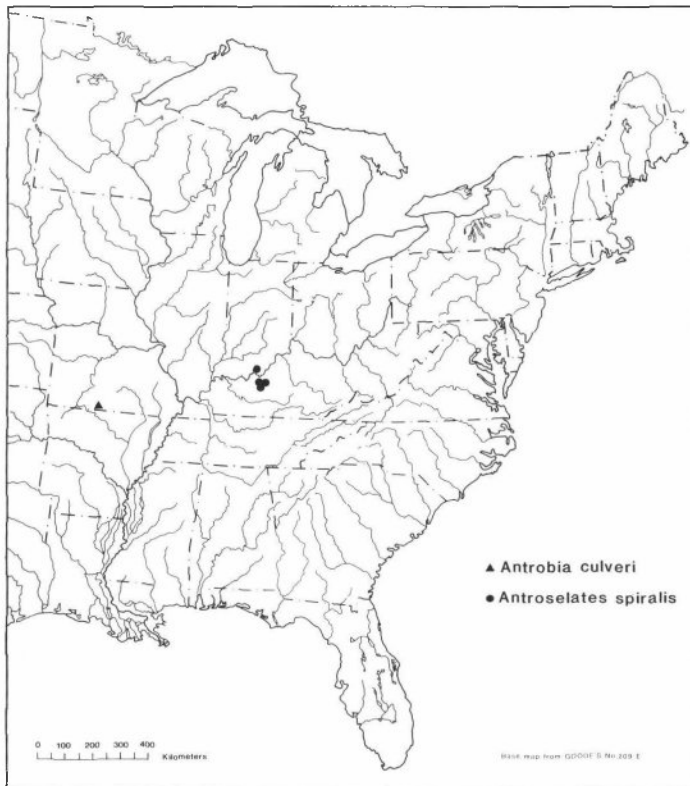 ▲ Antrobia culveri
● Antroselates spiralis
0 100 200 300 400
Kilometers
Base map from GOODE'S No. 209 E